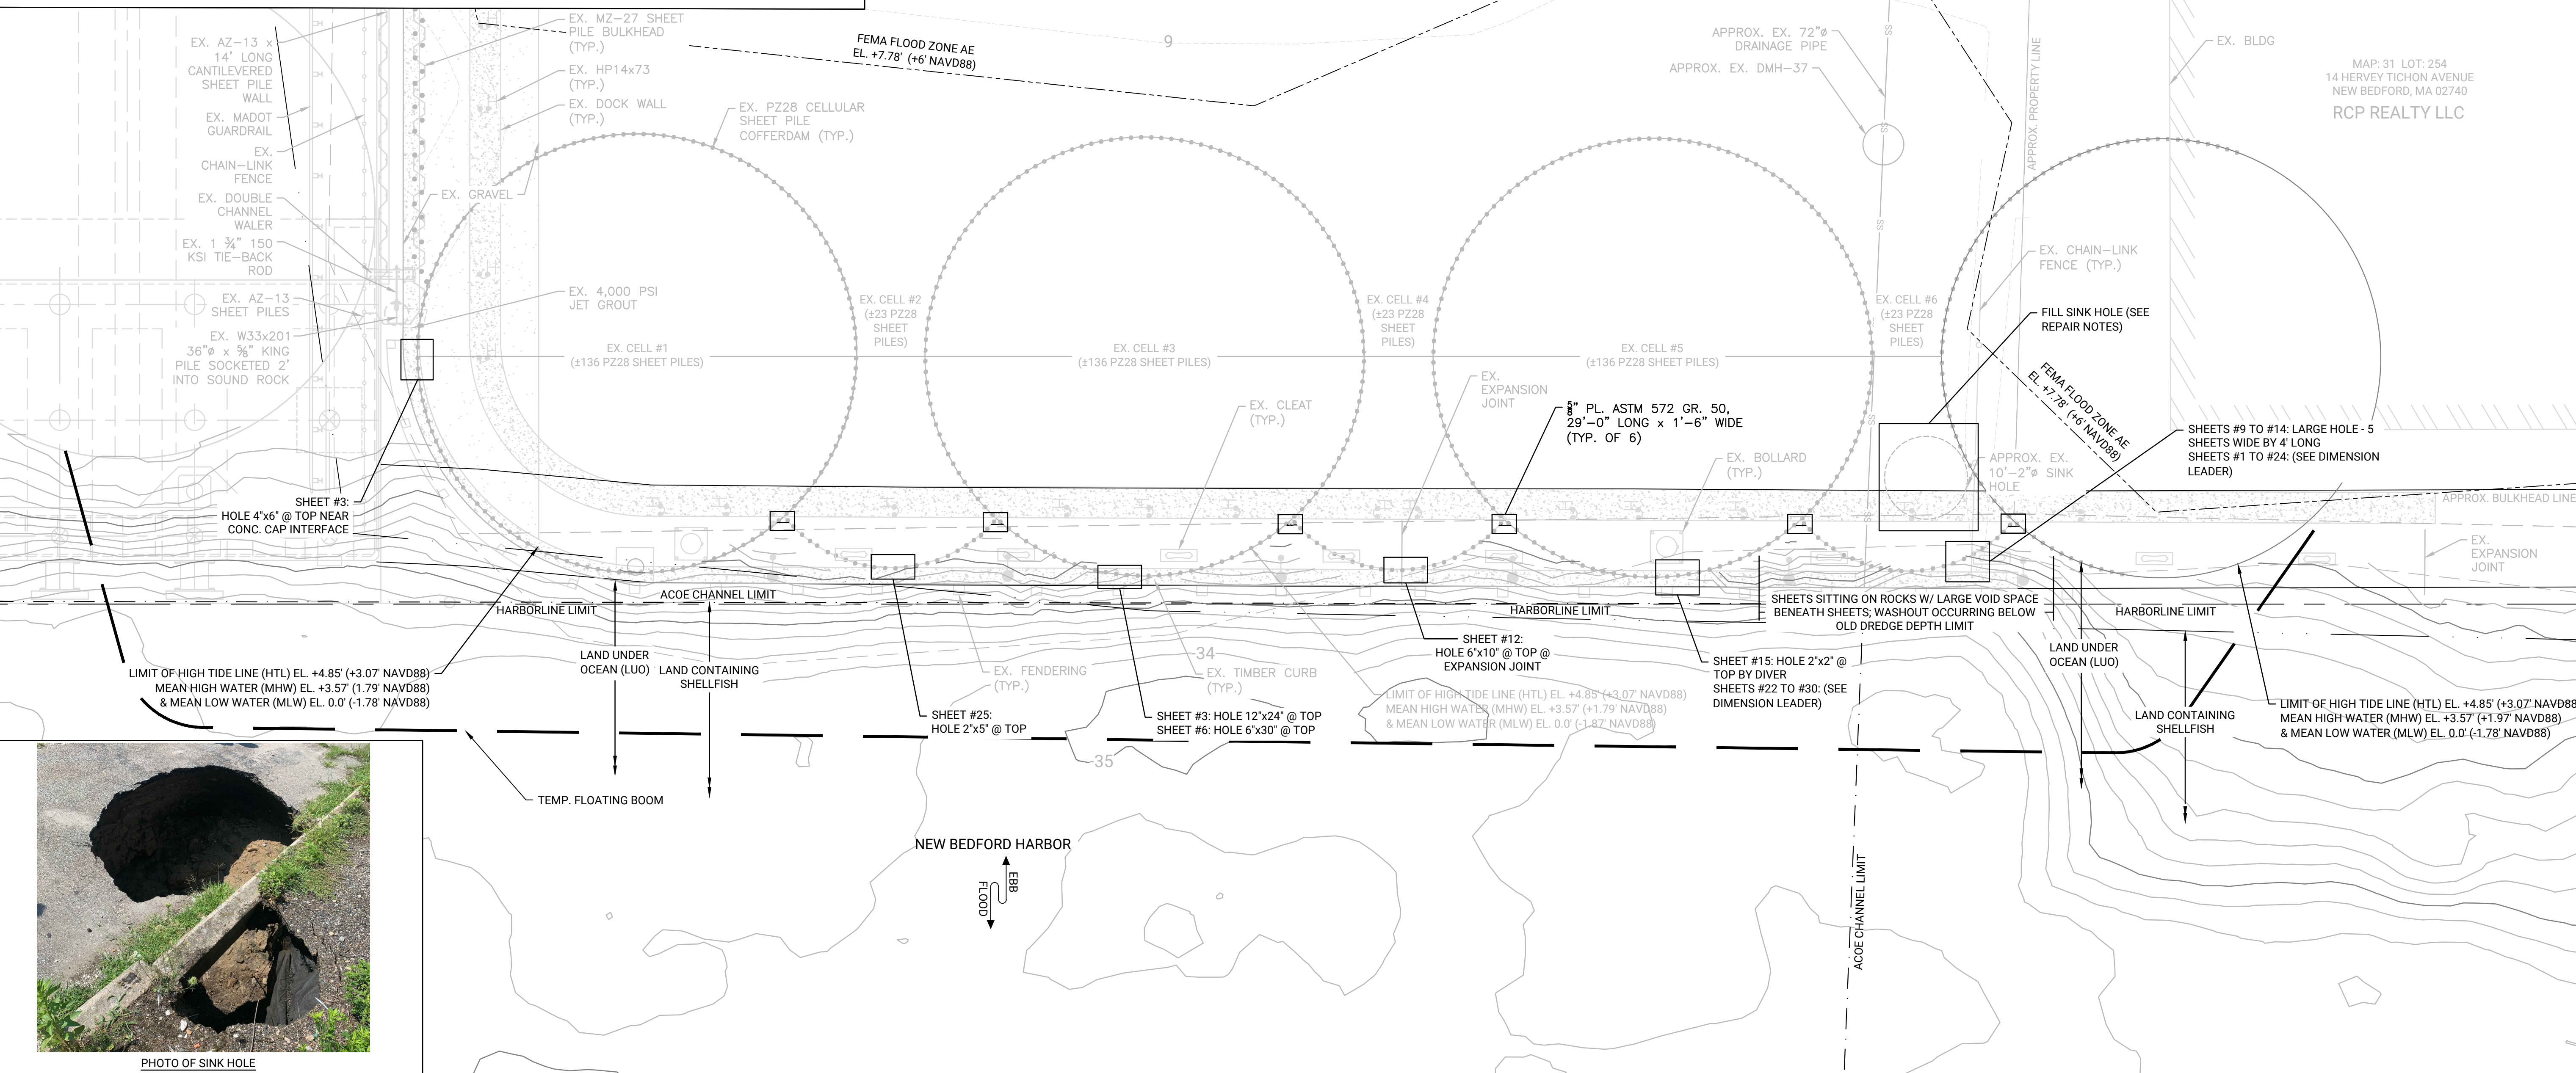 EX. AZ-13 x
14' LONG
CANTILEVERED
SHEET PILE
WALL
EX. MADOT
GUARDRAIL
EX.
CHAIN-LINK
FENCE
EX. DOUBLE
CHANNEL
WALER
EX. 1 ¾" 150
KSI TIE-BACK
ROD
EX. AZ-13
SHEET PILES
EX. W33x201
36"ø x ⅝" KING
PILE SOCKETED 2'
INTO SOUND ROCK
EX. MZ-27 SHEET
PILE BULKHEAD
(TYP.)
EX. HP14x73
(TYP.)
EX. DOCK WALL
(TYP.)
EX. PZ28 CELLULAR
SHEET PILE
COFFERDAM (TYP.)
EX. GRAVEL
EX. 4,000 PSI
JET GROUT
FEMA FLOOD ZONE AE
EL. +7.78' (+6' NAVD88)
9
APPROX. EX. 72"ø
DRAINAGE PIPE
APPROX. EX. DMH-37
SS
SS
SS
SS
SS
APPROX. PROPERTY LINE
EX. BLDG
MAP: 31 LOT: 254
14 HERVEY TICHON AVENUE
NEW BEDFORD, MA 02740
RCP REALTY LLC
EX. CHAIN-LINK
FENCE (TYP.)
FILL SINK HOLE (SEE
REPAIR NOTES)
EX. CELL #1
(±136 PZ28 SHEET PILES)
EX. CELL #2
(±23 PZ28
SHEET
PILES)
EX. CELL #3
(±136 PZ28 SHEET PILES)
EX. CELL #4
(±23 PZ28
SHEET
PILES)
EX. CELL #5
(±136 PZ28 SHEET PILES)
EX. CELL #6
(±23 PZ28
SHEET
PILES)
EX. CLEAT
(TYP.)
EX.
EXPANSION
JOINT
⅝" PL. ASTM 572 GR. 50,
29'-0" LONG x 1'-6" WIDE
(TYP. OF 6)
EX. BOLLARD
(TYP.)
FEMA FLOOD ZONE AE
EL. +7.78' (+6' NAVD88)
APPROX. EX.
10'-2"ø SINK
HOLE
SHEETS #9 TO #14: LARGE HOLE - 5
SHEETS WIDE BY 4' LONG
SHEETS #1 TO #24: (SEE DIMENSION
LEADER)
APPROX. BULKHEAD LINE
EX.
EXPANSION
JOINT
SHEET #3:
HOLE 4"x6" @ TOP NEAR
CONC. CAP INTERFACE
HARBORLINE LIMIT
ACOE CHANNEL LIMIT
HARBORLINE LIMIT
SHEETS SITTING ON ROCKS W/ LARGE VOID SPACE
BENEATH SHEETS; WASHOUT OCCURRING BELOW
OLD DREDGE DEPTH LIMIT
HARBORLINE LIMIT
LIMIT OF HIGH TIDE LINE (HTL) EL. +4.85' (+3.07' NAVD88)
MEAN HIGH WATER (MHW) EL. +3.57' (1.79' NAVD88)
& MEAN LOW WATER (MLW) EL. 0.0' (-1.78' NAVD88)
LAND UNDER
OCEAN (LUO)
LAND CONTAINING
SHELLFISH
EX. FENDERING
(TYP.)
34
EX. TIMBER CURB
(TYP.)
SHEET #25:
HOLE 2"x5" @ TOP
SHEET #3: HOLE 12"x24" @ TOP
SHEET #6: HOLE 6"x30" @ TOP
SHEET #12:
HOLE 6"x10" @ TOP @
EXPANSION JOINT
LIMIT OF HIGH TIDE LINE (HTL) EL. +4.85' (+3.07' NAVD88)
MEAN HIGH WATER (MHW) EL. +3.57' (+1.79' NAVD88)
& MEAN LOW WATER (MLW) EL. 0.0' (-1.87' NAVD88)
SHEET #15: HOLE 2"x2" @
TOP BY DIVER
SHEETS #22 TO #30: (SEE
DIMENSION LEADER)
LAND UNDER
OCEAN (LUO)
LAND CONTAINING
SHELLFISH
LIMIT OF HIGH TIDE LINE (HTL) EL. +4.85' (+3.07' NAVD88
MEAN HIGH WATER (MHW) EL. +3.57' (+1.97' NAVD88)
& MEAN LOW WATER (MLW) EL. 0.0' (-1.78' NAVD88)
35
TEMP. FLOATING BOOM
NEW BEDFORD HARBOR
EBB
FLOOD
ACOE CHANNEL LIMIT
PHOTO OF SINK HOLE